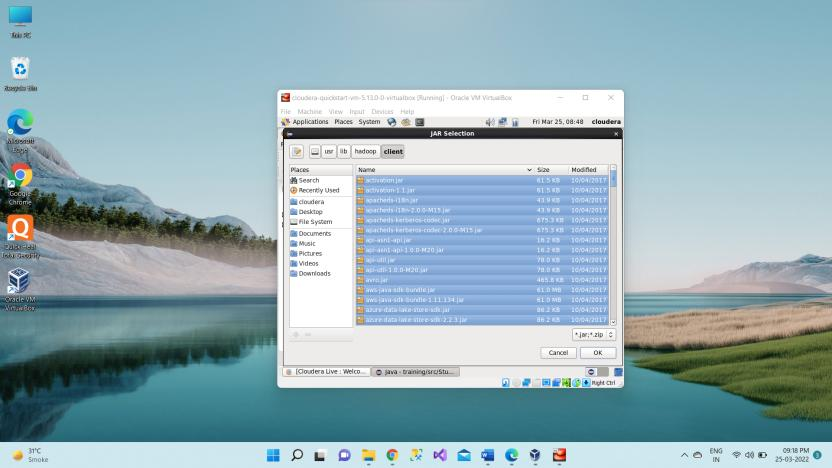 This PC
Recycle Bin
Microsoft
Edge
Google
Chrome
Quick Heal
Total Security
Oracle VM
VirtualBox
cloudera-quickstart-vm-5.13.0-0-virtualbox [Running] - Oracle VM VirtualBox
File Machine View Input Devices Help
Applications Places System Fri Mar 25, 08:48 cloudera
JAR Selection
usr lib hadoop client
Places Name Size Modified
Search
Recently Used
cloudera
Desktop
File System
Documents
Music
Pictures
Videos
Downloads
activation.jar 61.5 KB 10/04/2017
activation-1.1.jar 61.5 KB 10/04/2017
apacheds-i18n.jar 43.9 KB 10/04/2017
apacheds-i18n-2.0.0-M15.jar 43.9 KB 10/04/2017
apacheds-kerberos-codec.jar 675.3 KB 10/04/2017
apacheds-kerberos-codec-2.0.0-M15.jar 675.3 KB 10/04/2017
api-asn1-api.jar 16.2 KB 10/04/2017
api-asn1-api-1.0.0-M20.jar 16.2 KB 10/04/2017
api-util.jar 78.0 KB 10/04/2017
api-util-1.0.0-M20.jar 78.0 KB 10/04/2017
avro.jar 465.8 KB 10/04/2017
aws-java-sdk-bundle.jar 61.0 MB 10/04/2017
aws-java-sdk-bundle-1.11.134.jar 61.0 MB 10/04/2017
azure-data-lake-store-sdk.jar 86.2 KB 10/04/2017
azure-data-lake-store-sdk-2.2.3.jar 86.2 KB 10/04/2017
*.jar;*.zip
Cancel OK
[Cloudera Live : Welco... Java - training/src/Stu...
Right Ctrl
31°C
Smoke
ENG
IN
09:18 PM
25-03-2022
3